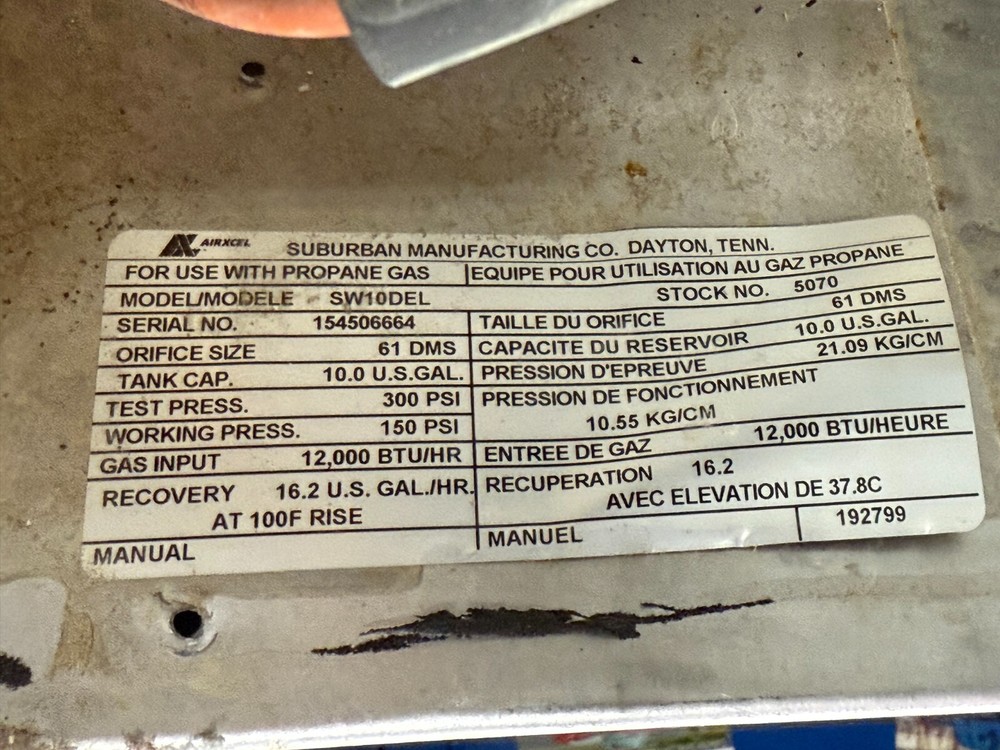 AIRXCEL SUBURBAN MANUFACTURING CO. DAYTON, TENN.
FOR USE WITH PROPANE GAS EQUIPE POUR UTILISATION AU GAZ PROPANE
MODEL/MODELE SW10DEL STOCK NO. 5070
SERIAL NO. 154506664 TAILLE DU ORIFICE 61 DMS
ORIFICE SIZE 61 DMS CAPACITE DU RESERVOIR 10.0 U.S.GAL.
TANK CAP. 10.0 U.S.GAL. PRESSION D'EPREUVE 21.09 KG/CM
TEST PRESS. 300 PSI PRESSION DE FONCTIONNEMENT
WORKING PRESS. 150 PSI 10.55 KG/CM
GAS INPUT 12,000 BTU/HR ENTREE DE GAZ 12,000 BTU/HEURE
RECOVERY 16.2 U.S. GAL./HR. RECUPERATION 16.2
AT 100F RISE AVEC ELEVATION DE 37.8C
MANUAL MANUEL 192799